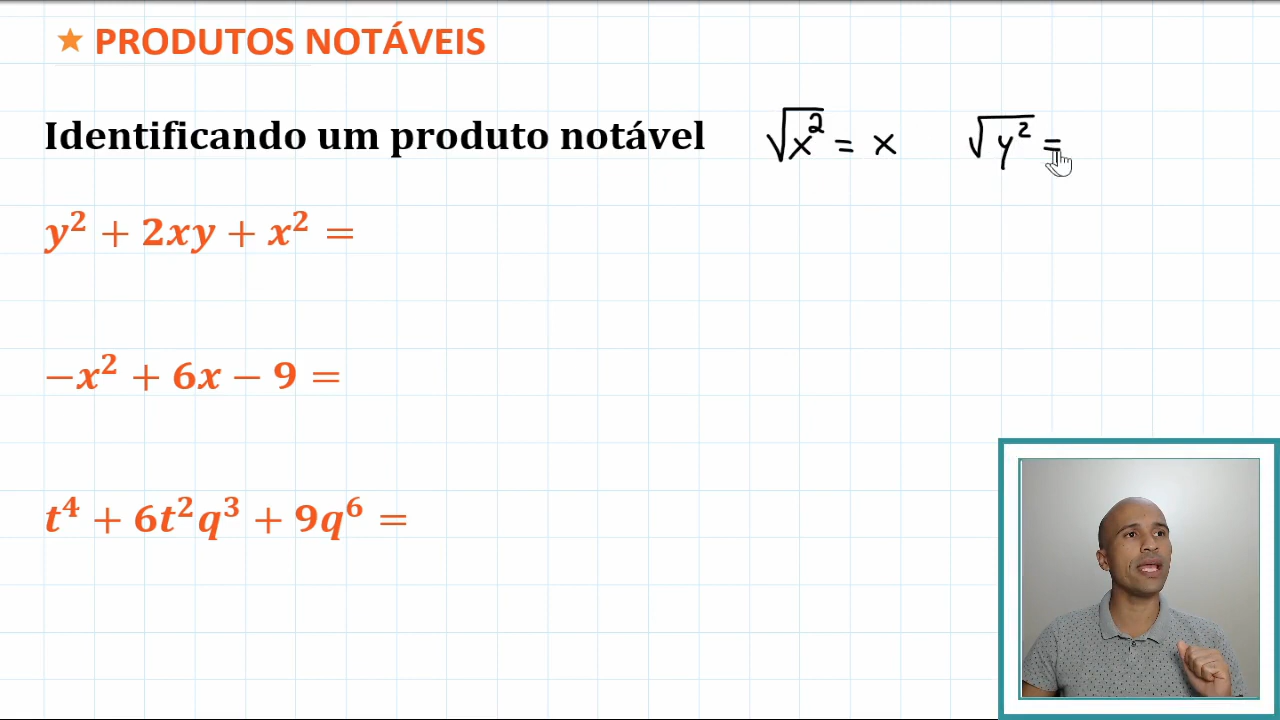 PRODUTOS NOTÁVEIS
Identificando um produto notável √x² = x √y² =
y² + 2xy + x² =
−x² + 6x − 9 =
t⁴ + 6t²q³ + 9q⁶ =